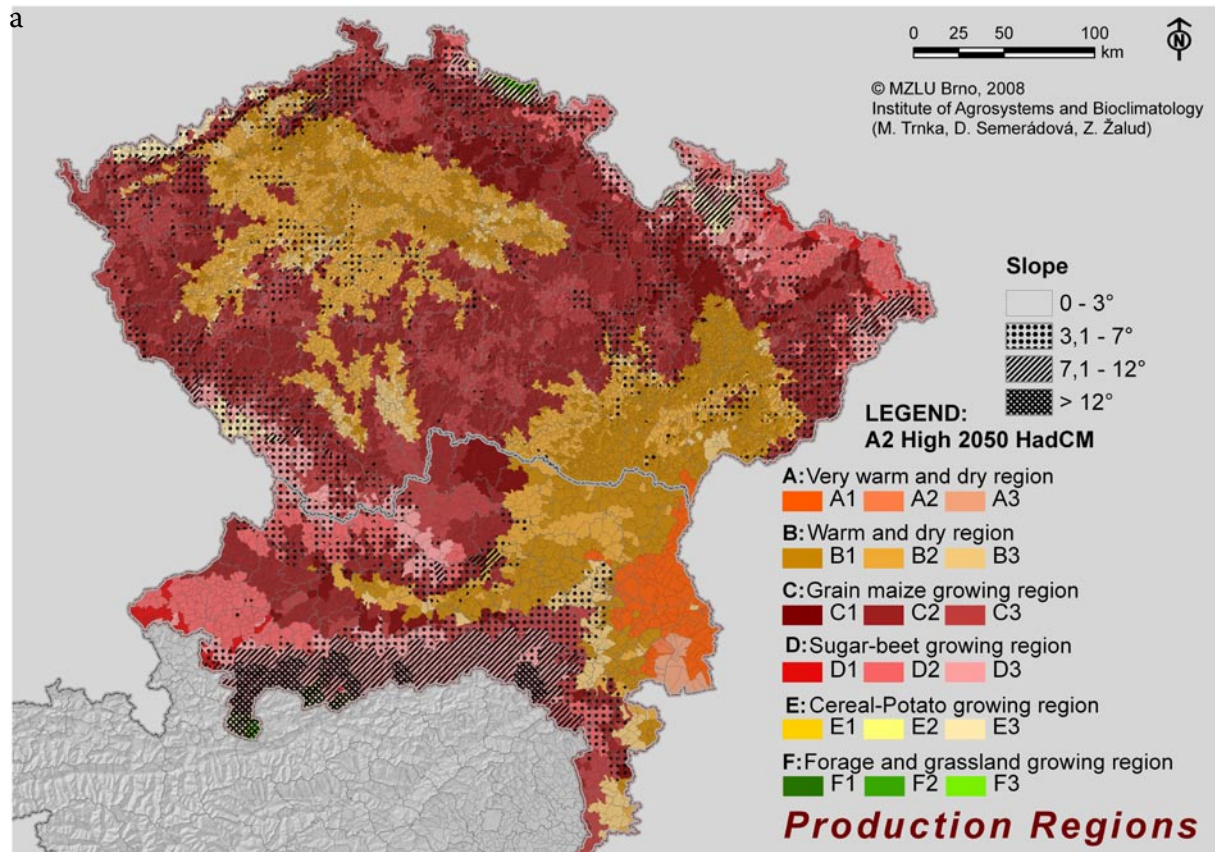 a
0 25 50 100
km
N
© MZLU Brno, 2008
Institute of Agrosystems and Bioclimatology
(M. Trnka, D. Semerádová, Z. Žalud)
Slope
0 - 3°
3,1 - 7°
7,1 - 12°
> 12°
LEGEND:
A2 High 2050 HadCM
A: Very warm and dry region
A1 A2 A3
B: Warm and dry region
B1 B2 B3
C: Grain maize growing region
C1 C2 C3
D: Sugar-beet growing region
D1 D2 D3
E: Cereal-Potato growing region
E1 E2 E3
F: Forage and grassland growing region
F1 F2 F3
Production Regions